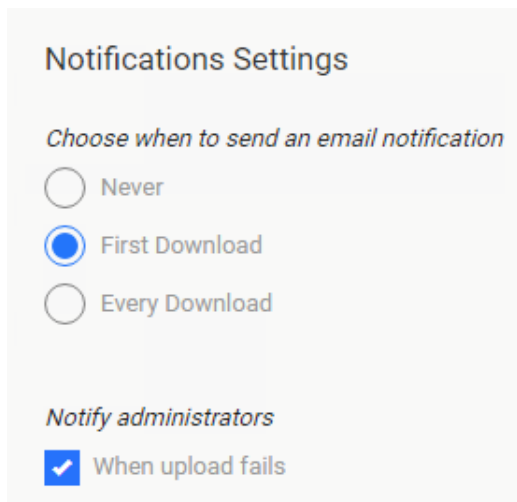 Notifications Settings
Choose when to send an email notification
Never
First Download
Every Download
Notify administrators
When upload fails